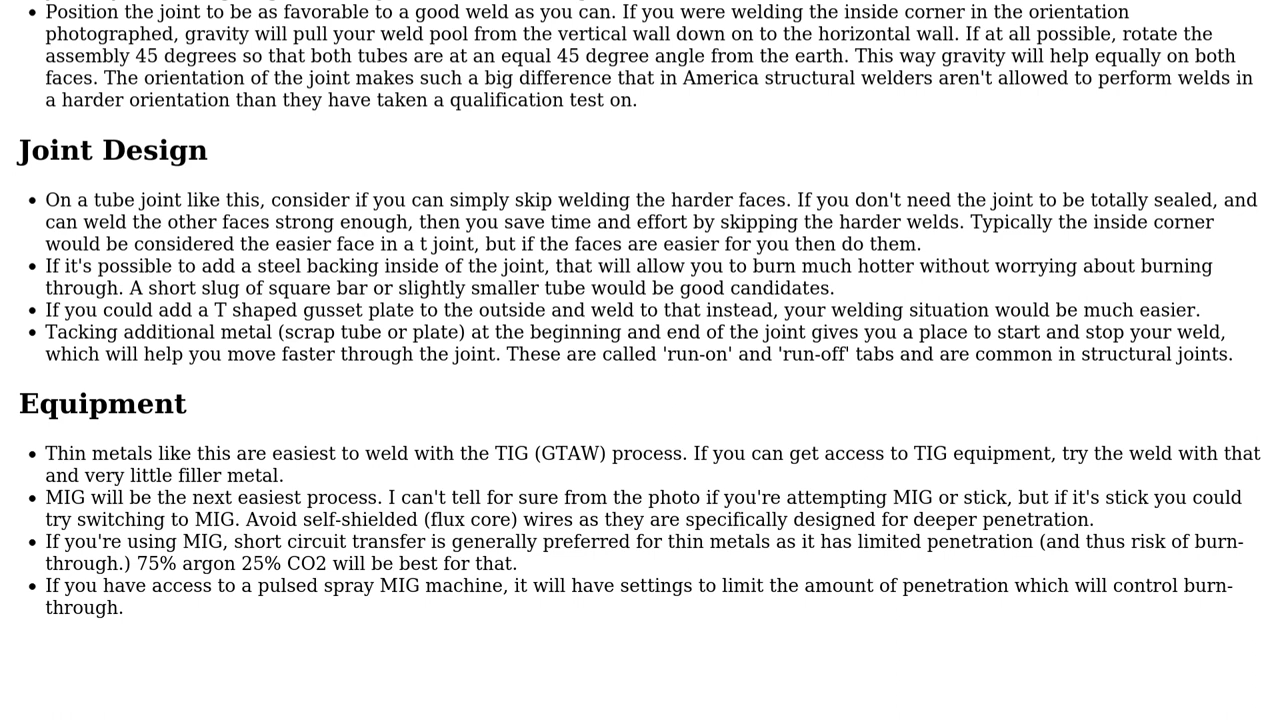 • Position the joint to be as favorable to a good weld as you can. If you were welding the inside corner in the orientation
photographed, gravity will pull your weld pool from the vertical wall down on to the horizontal wall. If at all possible, rotate the
assembly 45 degrees so that both tubes are at an equal 45 degree angle from the earth. This way gravity will help equally on both
faces. The orientation of the joint makes such a big difference that in America structural welders aren't allowed to perform welds in
a harder orientation than they have taken a qualification test on.
Joint Design
• On a tube joint like this, consider if you can simply skip welding the harder faces. If you don't need the joint to be totally sealed, and
can weld the other faces strong enough, then you save time and effort by skipping the harder welds. Typically the inside corner
would be considered the easier face in a t joint, but if the faces are easier for you then do them.
• If it's possible to add a steel backing inside of the joint, that will allow you to burn much hotter without worrying about burning
through. A short slug of square bar or slightly smaller tube would be good candidates.
• If you could add a T shaped gusset plate to the outside and weld to that instead, your welding situation would be much easier.
• Tacking additional metal (scrap tube or plate) at the beginning and end of the joint gives you a place to start and stop your weld,
which will help you move faster through the joint. These are called 'run-on' and 'run-off' tabs and are common in structural joints.
Equipment
• Thin metals like this are easiest to weld with the TIG (GTAW) process. If you can get access to TIG equipment, try the weld with that
and very little filler metal.
• MIG will be the next easiest process. I can't tell for sure from the photo if you're attempting MIG or stick, but if it's stick you could
try switching to MIG. Avoid self-shielded (flux core) wires as they are specifically designed for deeper penetration.
• If you're using MIG, short circuit transfer is generally preferred for thin metals as it has limited penetration (and thus risk of burn-
through.) 75% argon 25% CO2 will be best for that.
• If you have access to a pulsed spray MIG machine, it will have settings to limit the amount of penetration which will control burn-
through.